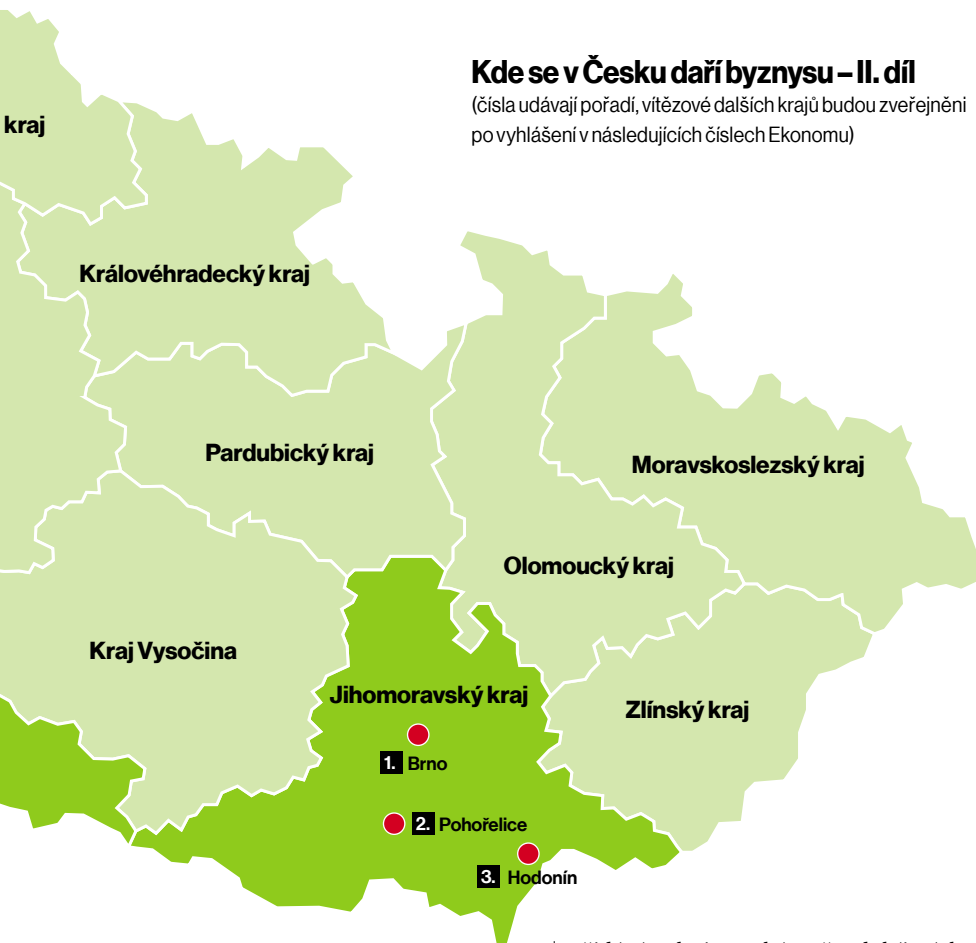 Kde se v Česku daří byznysu – II. díl
(čísla udávají pořadí, vítězové dalších krajů budou zveřejněni
po vyhlášení v následujících číslech Ekonomu)
kraj
Královéhradecký kraj
Pardubický kraj
Moravskoslezský kraj
Olomoucký kraj
Kraj Vysočina
Jihomoravský kraj
Zlínský kraj
1. Brno
2. Pohořelice
3. Hodonín